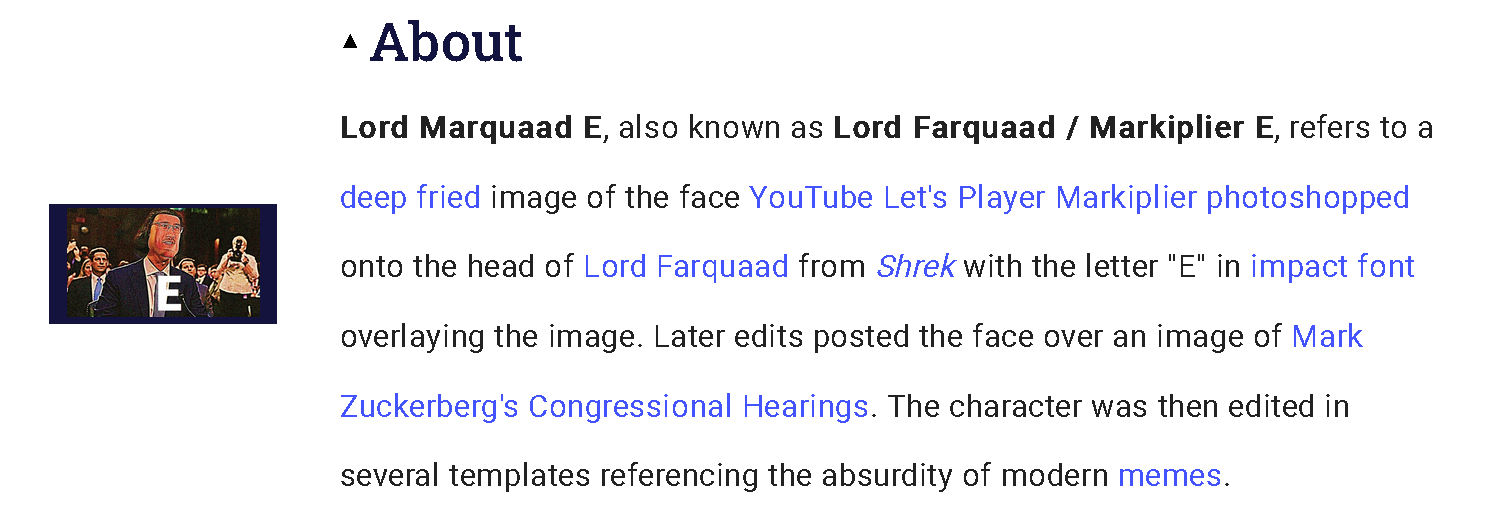 About
Lord Marquaad E, also known as Lord Farquaad / Markiplier E, refers to a
deep fried image of the face YouTube Let's Player Markiplier photoshopped
onto the head of Lord Farquaad from Shrek with the letter "E" in impact font
overlaying the image. Later edits posted the face over an image of Mark
Zuckerberg's Congressional Hearings. The character was then edited in
several templates referencing the absurdity of modern memes.
E